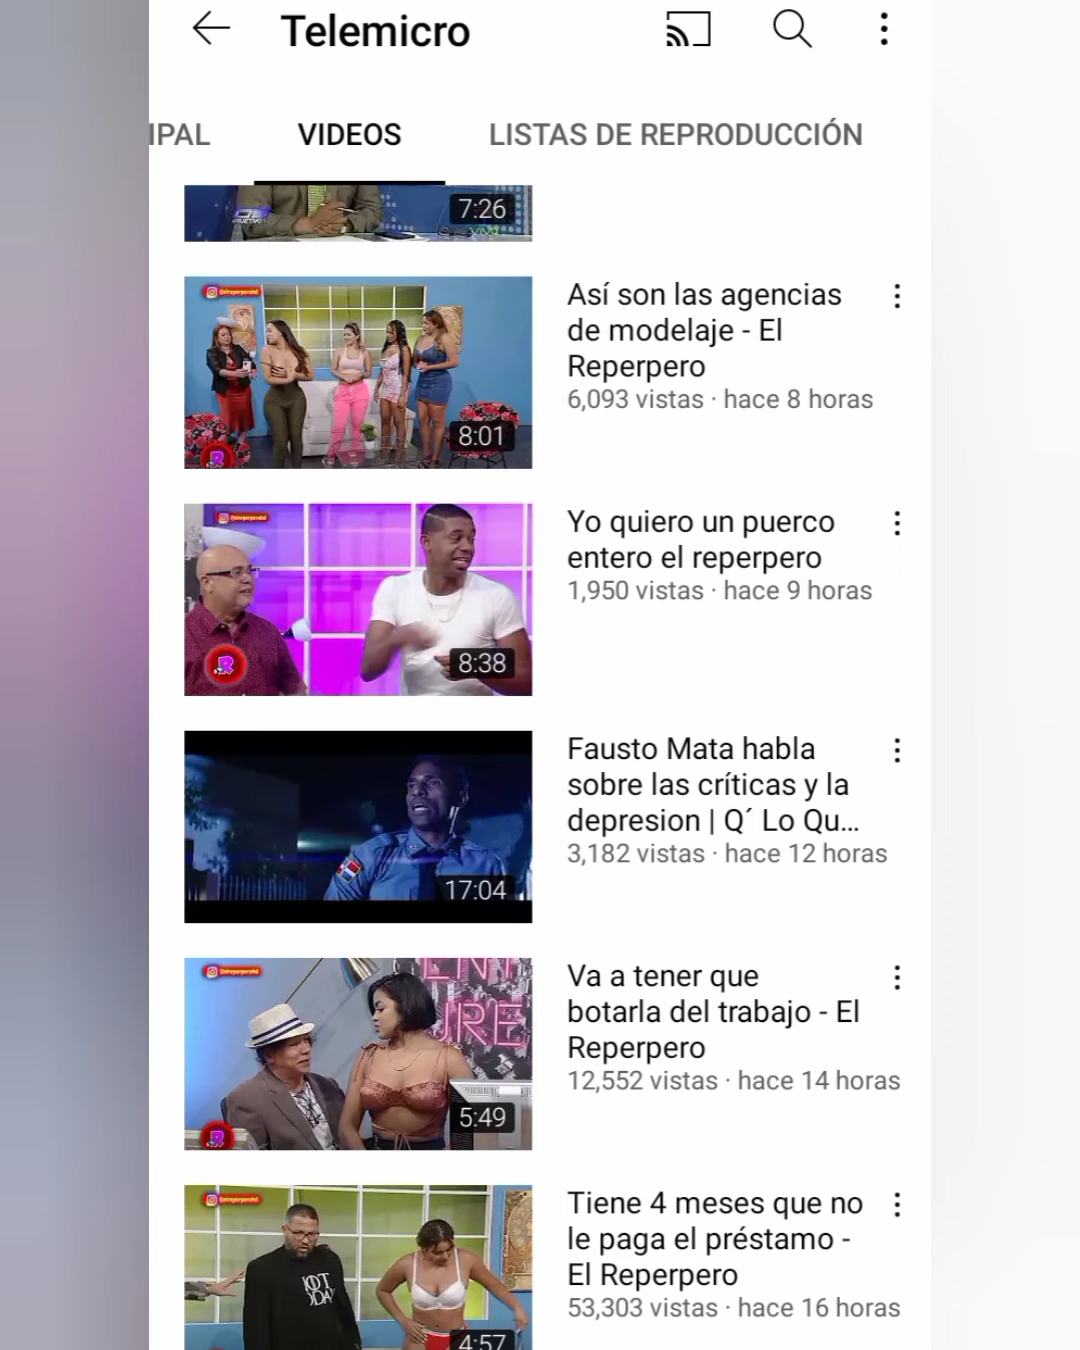 Telemicro
IPAL
VIDEOS
LISTAS DE REPRODUCCIÓN
7:26
Así son las agencias
de modelaje - El
Reperpero
6,093 vistas · hace 8 horas
8:01
Yo quiero un puerco
entero el reperpero
1,950 vistas · hace 9 horas
R
8:38
Fausto Mata habla
sobre las críticas y la
depresion | Q´ Lo Qu...
3,182 vistas · hace 12 horas
17:04
Va a tener que
botarla del trabajo - El
Reperpero
12,552 vistas · hace 14 horas
5:49
R
Tiene 4 meses que no
le paga el préstamo -
El Reperpero
53,303 vistas · hace 16 horas
4:57